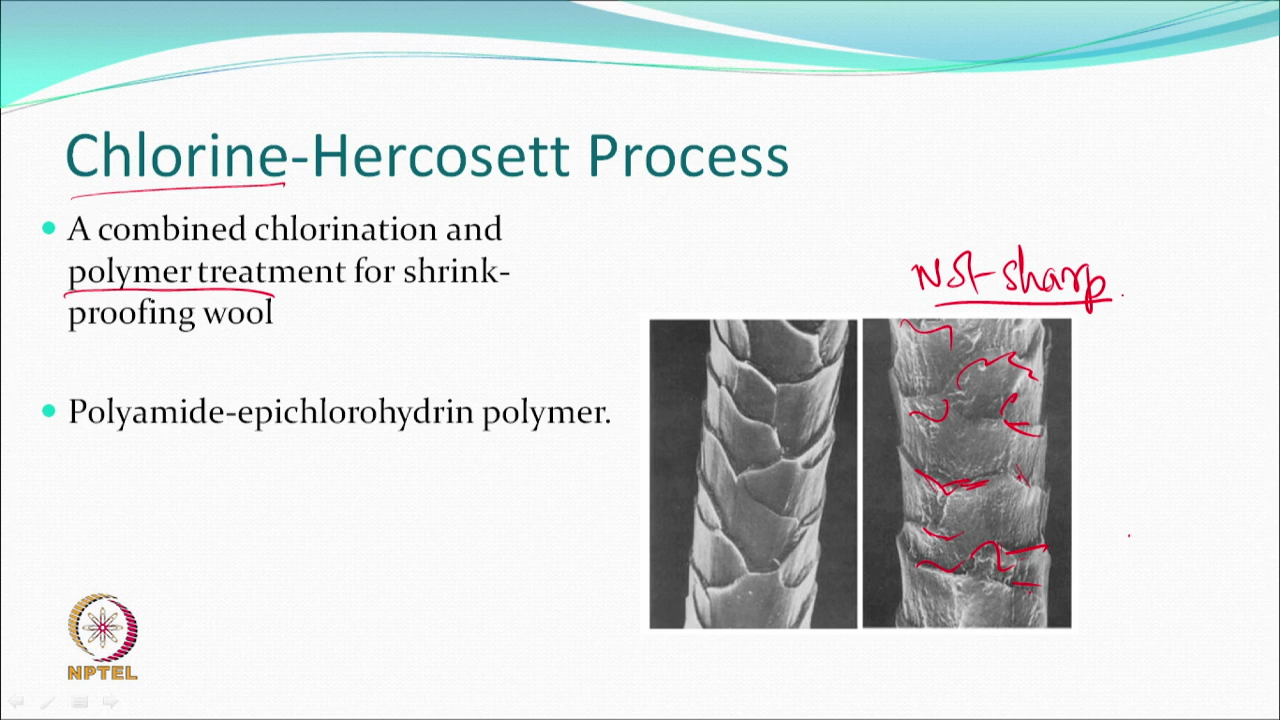 Chlorine-Hercosett Process
A combined chlorination and
polymer treatment for shrink-
proofing wool
Not-sharp
Polyamide-epichlorohydrin polymer.
NPTEL